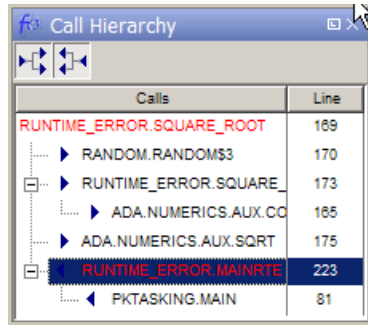 Call Hierarchy
Calls Line
RUNTIME_ERROR.SQUARE_ROOT 169
RANDOM.RANDOM$3 170
RUNTIME_ERROR.SQUARE_ 173
ADA.NUMERICS.AUX.CO 165
ADA.NUMERICS.AUX.SQRT 175
RUNTIME_ERROR.MAINRTE 223
PKTASKING.MAIN 81